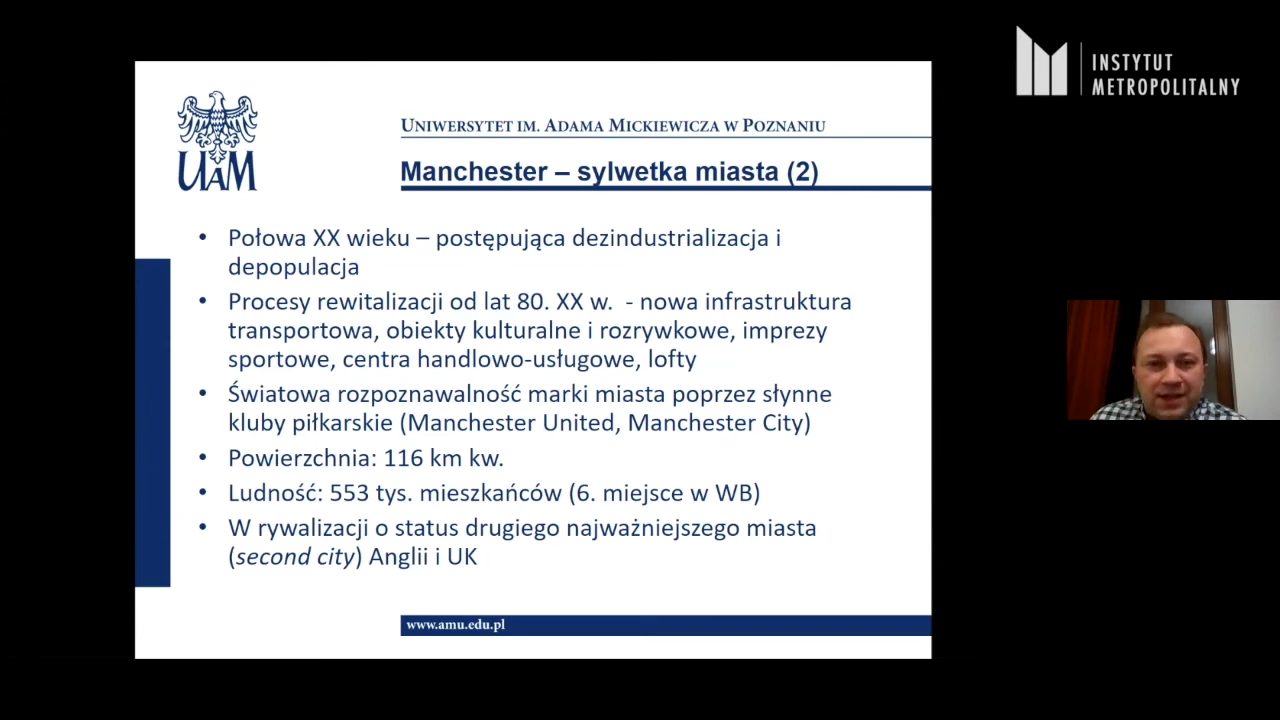 INSTYTUT
METROPOLITALNY
UAM
UNIWERSYTET IM. ADAMA MICKIEWICZA W POZNANIU
Manchester – sylwetka miasta (2)
• Połowa XX wieku – postępująca dezindustrializacja i
depopulacja
• Procesy rewitalizacji od lat 80. XX w.  - nowa infrastruktura
transportowa, obiekty kulturalne i rozrywkowe, imprezy
sportowe, centra handlowo-usługowe, lofty
• Światowa rozpoznawalność marki miasta poprzez słynne
kluby piłkarskie (Manchester United, Manchester City)
• Powierzchnia: 116 km kw.
• Ludność: 553 tys. mieszkańców (6. miejsce w WB)
• W rywalizacji o status drugiego najważniejszego miasta
(second city) Anglii i UK
www.amu.edu.pl